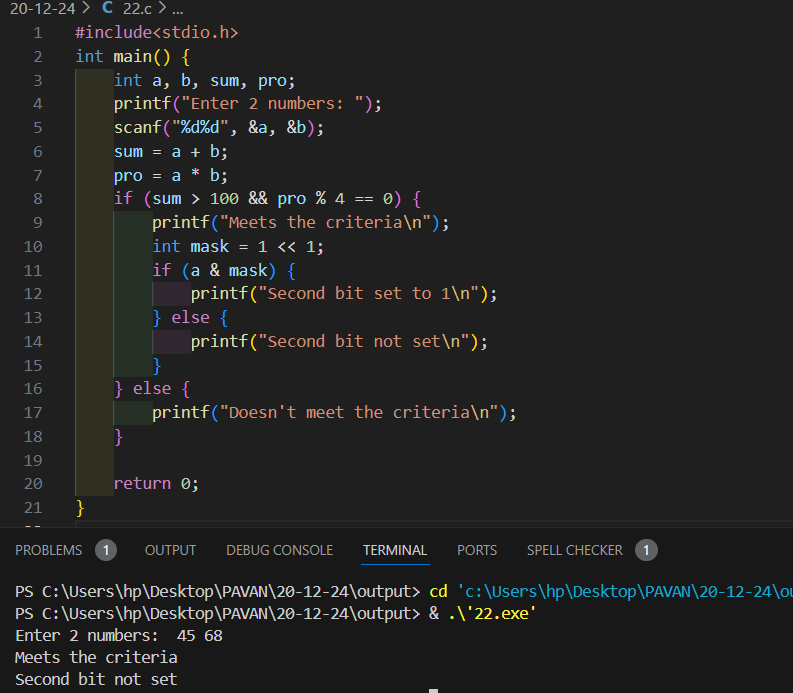 20-12-24 > C 22.c > ...
1 #include<stdio.h>
2 int main() {
3     int a, b, sum, pro;
4     printf("Enter 2 numbers: ");
5     scanf("%d%d", &a, &b);
6     sum = a + b;
7     pro = a * b;
8     if (sum > 100 && pro % 4 == 0) {
9         printf("Meets the criteria\n");
10         int mask = 1 << 1;
11         if (a & mask) {
12             printf("Second bit set to 1\n");
13         } else {
14             printf("Second bit not set\n");
15         }
16     } else {
17         printf("Doesn't meet the criteria\n");
18     }
19
20     return 0;
21 }
PROBLEMS 1 OUTPUT DEBUG CONSOLE TERMINAL PORTS SPELL CHECKER 1
PS C:\Users\hp\Desktop\PAVAN\20-12-24\output> cd 'c:\Users\hp\Desktop\PAVAN\20-12-24\ou
PS C:\Users\hp\Desktop\PAVAN\20-12-24\output> & .\'22.exe'
Enter 2 numbers:  45 68
Meets the criteria
Second bit not set